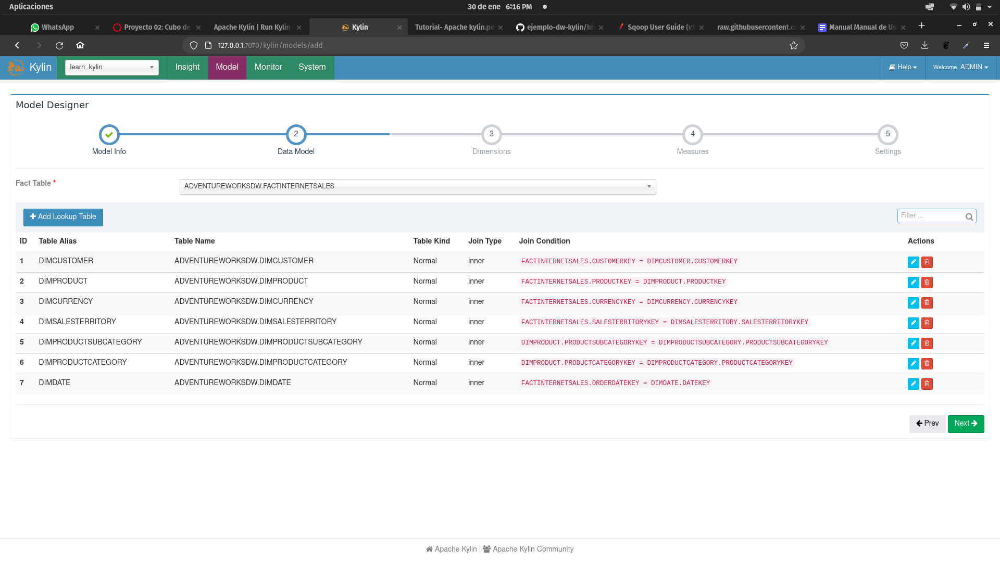 Aplicaciones
30 de ene 6:16 PM
WhatsApp
Proyecto 02: Cubo de
Apache Kylin | Run Kylin
Kylin
Tutorial- Apache kylin.pd
ejemplo-dw-kylin/hi
Sqoop User Guide (v1
raw.githubusercontent.c
Manual Manual de Us
127.0.0.1:7070/kylin/models/add
Kylin
learn_kylin
Insight
Model
Monitor
System
Help
Welcome, ADMIN
Model Designer
2
3
4
5
Model Info
Data Model
Dimensions
Measures
Settings
Fact Table *
ADVENTUREWORKSDW.FACTINTERNETSALES
Add Lookup Table
Filter ...
ID Table Alias Table Name Table Kind Join Type Join Condition Actions
1 DIMCUSTOMER ADVENTUREWORKSDW.DIMCUSTOMER Normal inner FACTINTERNETSALES.CUSTOMERKEY = DIMCUSTOMER.CUSTOMERKEY
2 DIMPRODUCT ADVENTUREWORKSDW.DIMPRODUCT Normal inner FACTINTERNETSALES.PRODUCTKEY = DIMPRODUCT.PRODUCTKEY
3 DIMCURRENCY ADVENTUREWORKSDW.DIMCURRENCY Normal inner FACTINTERNETSALES.CURRENCYKEY = DIMCURRENCY.CURRENCYKEY
4 DIMSALESTERRITORY ADVENTUREWORKSDW.DIMSALESTERRITORY Normal inner FACTINTERNETSALES.SALESTERRITORYKEY = DIMSALESTERRITORY.SALESTERRITORYKEY
5 DIMPRODUCTSUBCATEGORY ADVENTUREWORKSDW.DIMPRODUCTSUBCATEGORY Normal inner DIMPRODUCT.PRODUCTSUBCATEGORYKEY = DIMPRODUCTSUBCATEGORY.PRODUCTSUBCATEGORYKEY
6 DIMPRODUCTCATEGORY ADVENTUREWORKSDW.DIMPRODUCTCATEGORY Normal inner DIMPRODUCT.PRODUCTCATEGORYKEY = DIMPRODUCTCATEGORY.PRODUCTCATEGORYKEY
7 DIMDATE ADVENTUREWORKSDW.DIMDATE Normal inner FACTINTERNETSALES.ORDERDATEKEY = DIMDATE.DATEKEY
Prev
Next
Apache Kylin | Apache Kylin Community